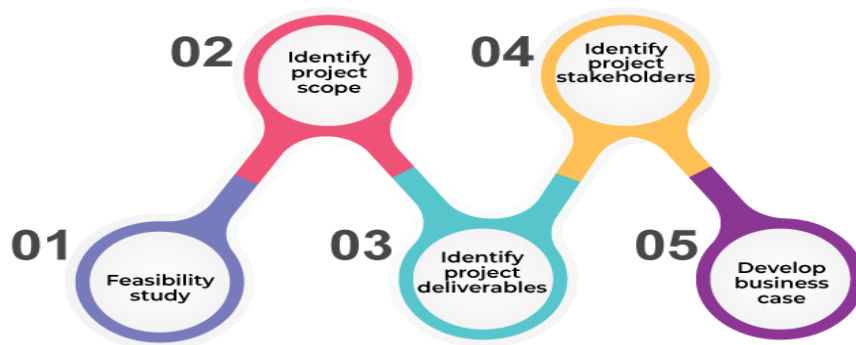 01
Feasibility
study
02
Identify
project
scope
03
Identify
project
deliverables
04
Identify
project
stakeholders
05
Develop
business
case